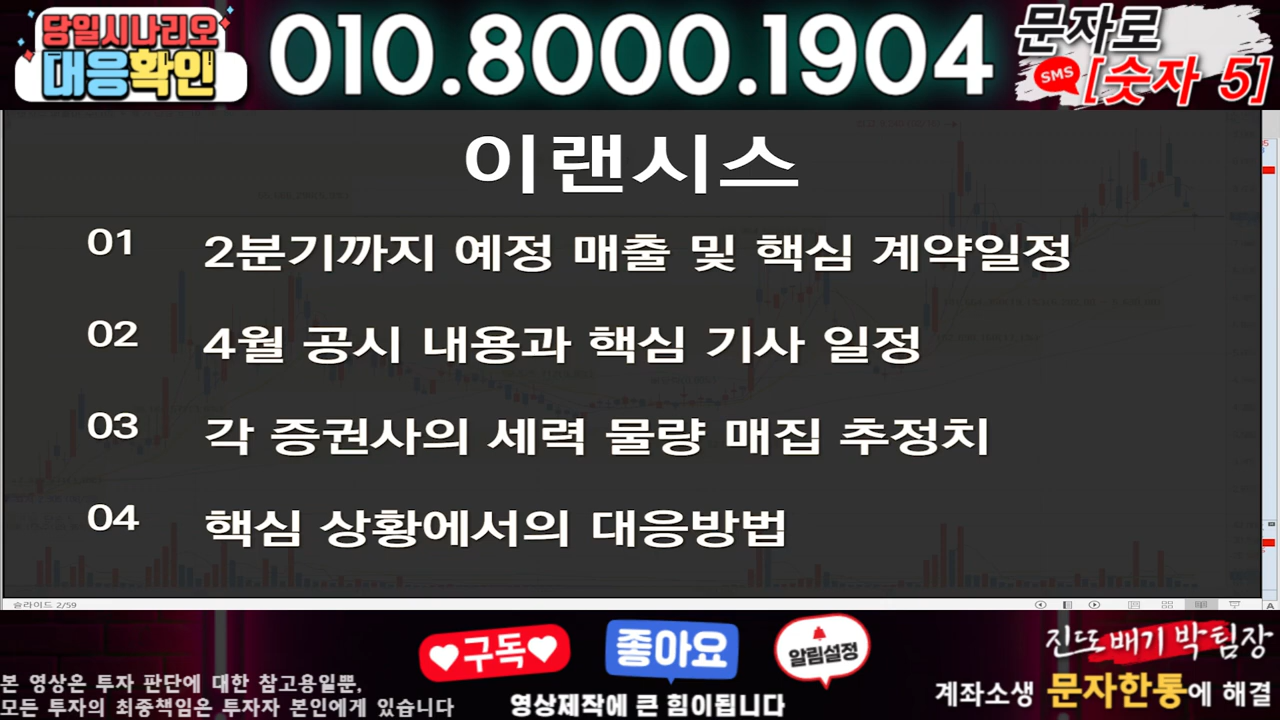 당일시나리오
대응확인
010.8000.1904
문자로
SMS
[숫자 5]
이랜시스
01 2분기까지 예정 매출 및 핵심 계약일정
02 4월 공시 내용과 핵심 기사 일정
03 각 증권사의 세력 물량 매집 추정치
04 핵심 상황에서의 대응방법
슬라이드 2/59
본 영상은 투자 판단에 대한 참고용일뿐,
모든 투자의 최종책임은 투자자 본인에게 있습니다
구독
좋아요
알림설정
영상제작에 큰 힘이됩니다
진또배기 박팀장
계좌소생 문자한통에 해결